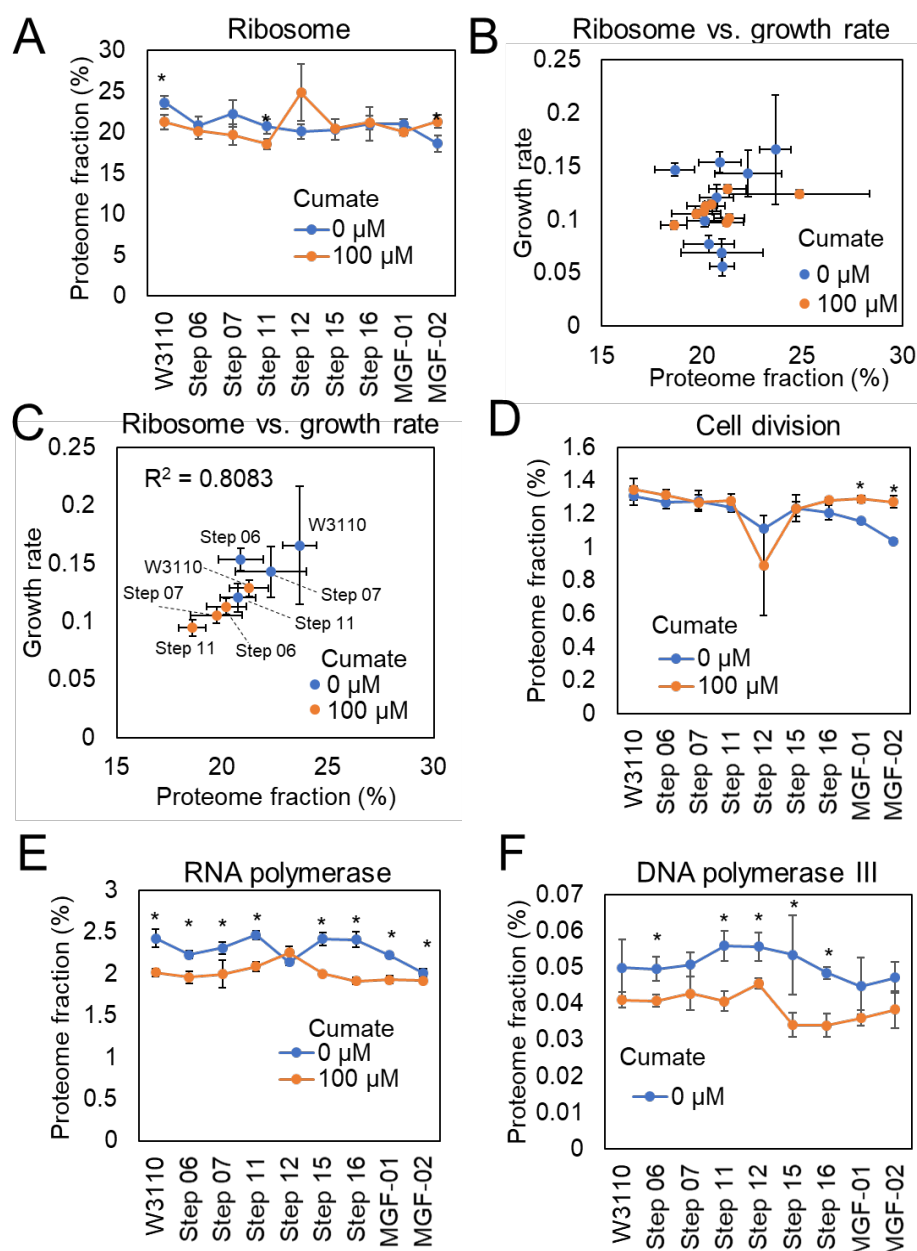 A
Ribosome
Proteome fraction (%)
30
25
20
15
10
5
0
*
*
*
Cumate
0 μM
100 μM
W3110
Step 06
Step 07
Step 11
Step 12
Step 15
Step 16
MGF-01
MGF-02
B
Ribosome vs. growth rate
Growth rate
0.25
0.2
0.15
0.1
0.05
0
Cumate
0 μM
100 μM
15
20
25
30
Proteome fraction (%)
C
Ribosome vs. growth rate
Growth rate
0.25
0.2
0.15
0.1
0.05
0
R² = 0.8083
Step 06
W3110
W3110
Step 07
Step 07
Step 11
Step 11
Step 06
Cumate
0 μM
100 μM
15
20
25
30
Proteome fraction (%)
D
Cell division
Proteome fraction (%)
1.6
1.4
1.2
1
0.8
0.6
0.4
0.2
0
*
*
Cumate
0 μM
100 μM
W3110
Step 06
Step 07
Step 11
Step 12
Step 15
Step 16
MGF-01
MGF-02
E
RNA polymerase
Proteome fraction (%)
3
2.5
2
1.5
1
0.5
0
*
*
*
*
*
*
*
*
Cumate
0 μM
100 μM
W3110
Step 06
Step 07
Step 11
Step 12
Step 15
Step 16
MGF-01
MGF-02
F
DNA polymerase III
Proteome fraction (%)
0.07
0.06
0.05
0.04
0.03
0.02
0.01
0
*
*
*
*
*
Cumate
0 μM
W3110
Step 06
Step 07
Step 11
Step 12
Step 15
Step 16
MGF-01
MGF-02